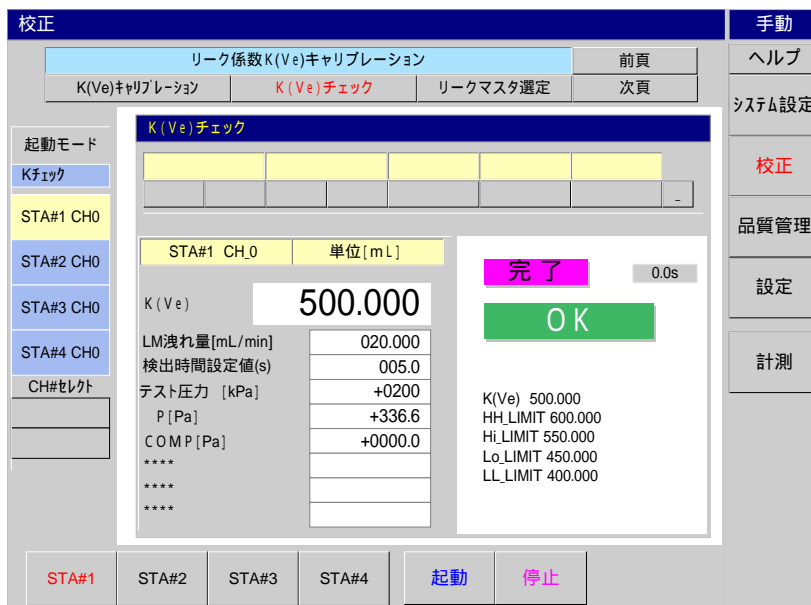 校正
手動
リーク係数K(Ve)キャリブレーション
前頁
ヘルプ
K(Ve)ｷｬﾘﾌﾞﾚｰｼｮﾝ
K(Ve)チェック
リークマスタ選定
次頁
ｼｽﾃﾑ設定
校正
品質管理
設定
計測
起動モード
Kﾁｪｯｸ
STA#1 CH0
STA#2 CH0
STA#3 CH0
STA#4 CH0
CH#ｾﾚｸﾄ
K(Ve)チェック
STA#1 CH_0
単位[mL]
K(Ve)
500.000
LM洩れ量[mL/min]
020.000
検出時間設定値(s)
005.0
テスト圧力 [kPa]
+0200
P[Pa]
+336.6
COMP[Pa]
+0000.0
****
****
****
完了
0.0s
OK
K(Ve) 500.000
HH_LIMIT 600.000
Hi_LIMIT 550.000
Lo_LIMIT 450.000
LL_LIMIT 400.000
STA#1
STA#2
STA#3
STA#4
起動
停止